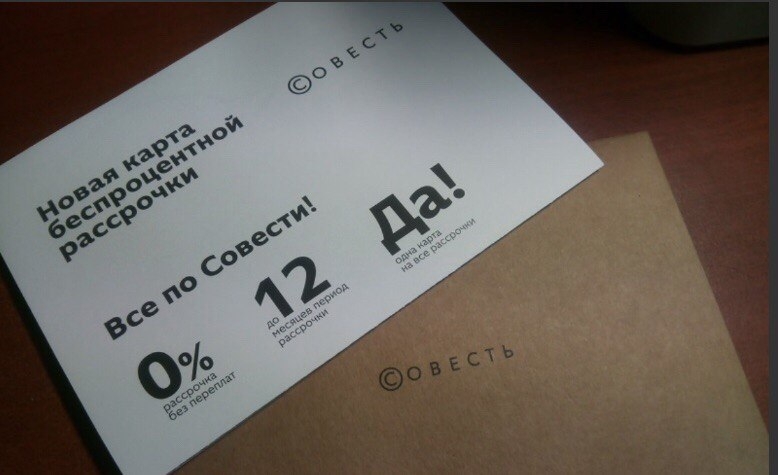 ©ОВЕСТЬ
Новая карта
беспроцентной
рассрочки
Все по Совести!
0%
рассрочка
без переплат
до 12
месяцев период
рассрочки
Да!
одна карта
на все рассрочки
©ОВЕСТЬ